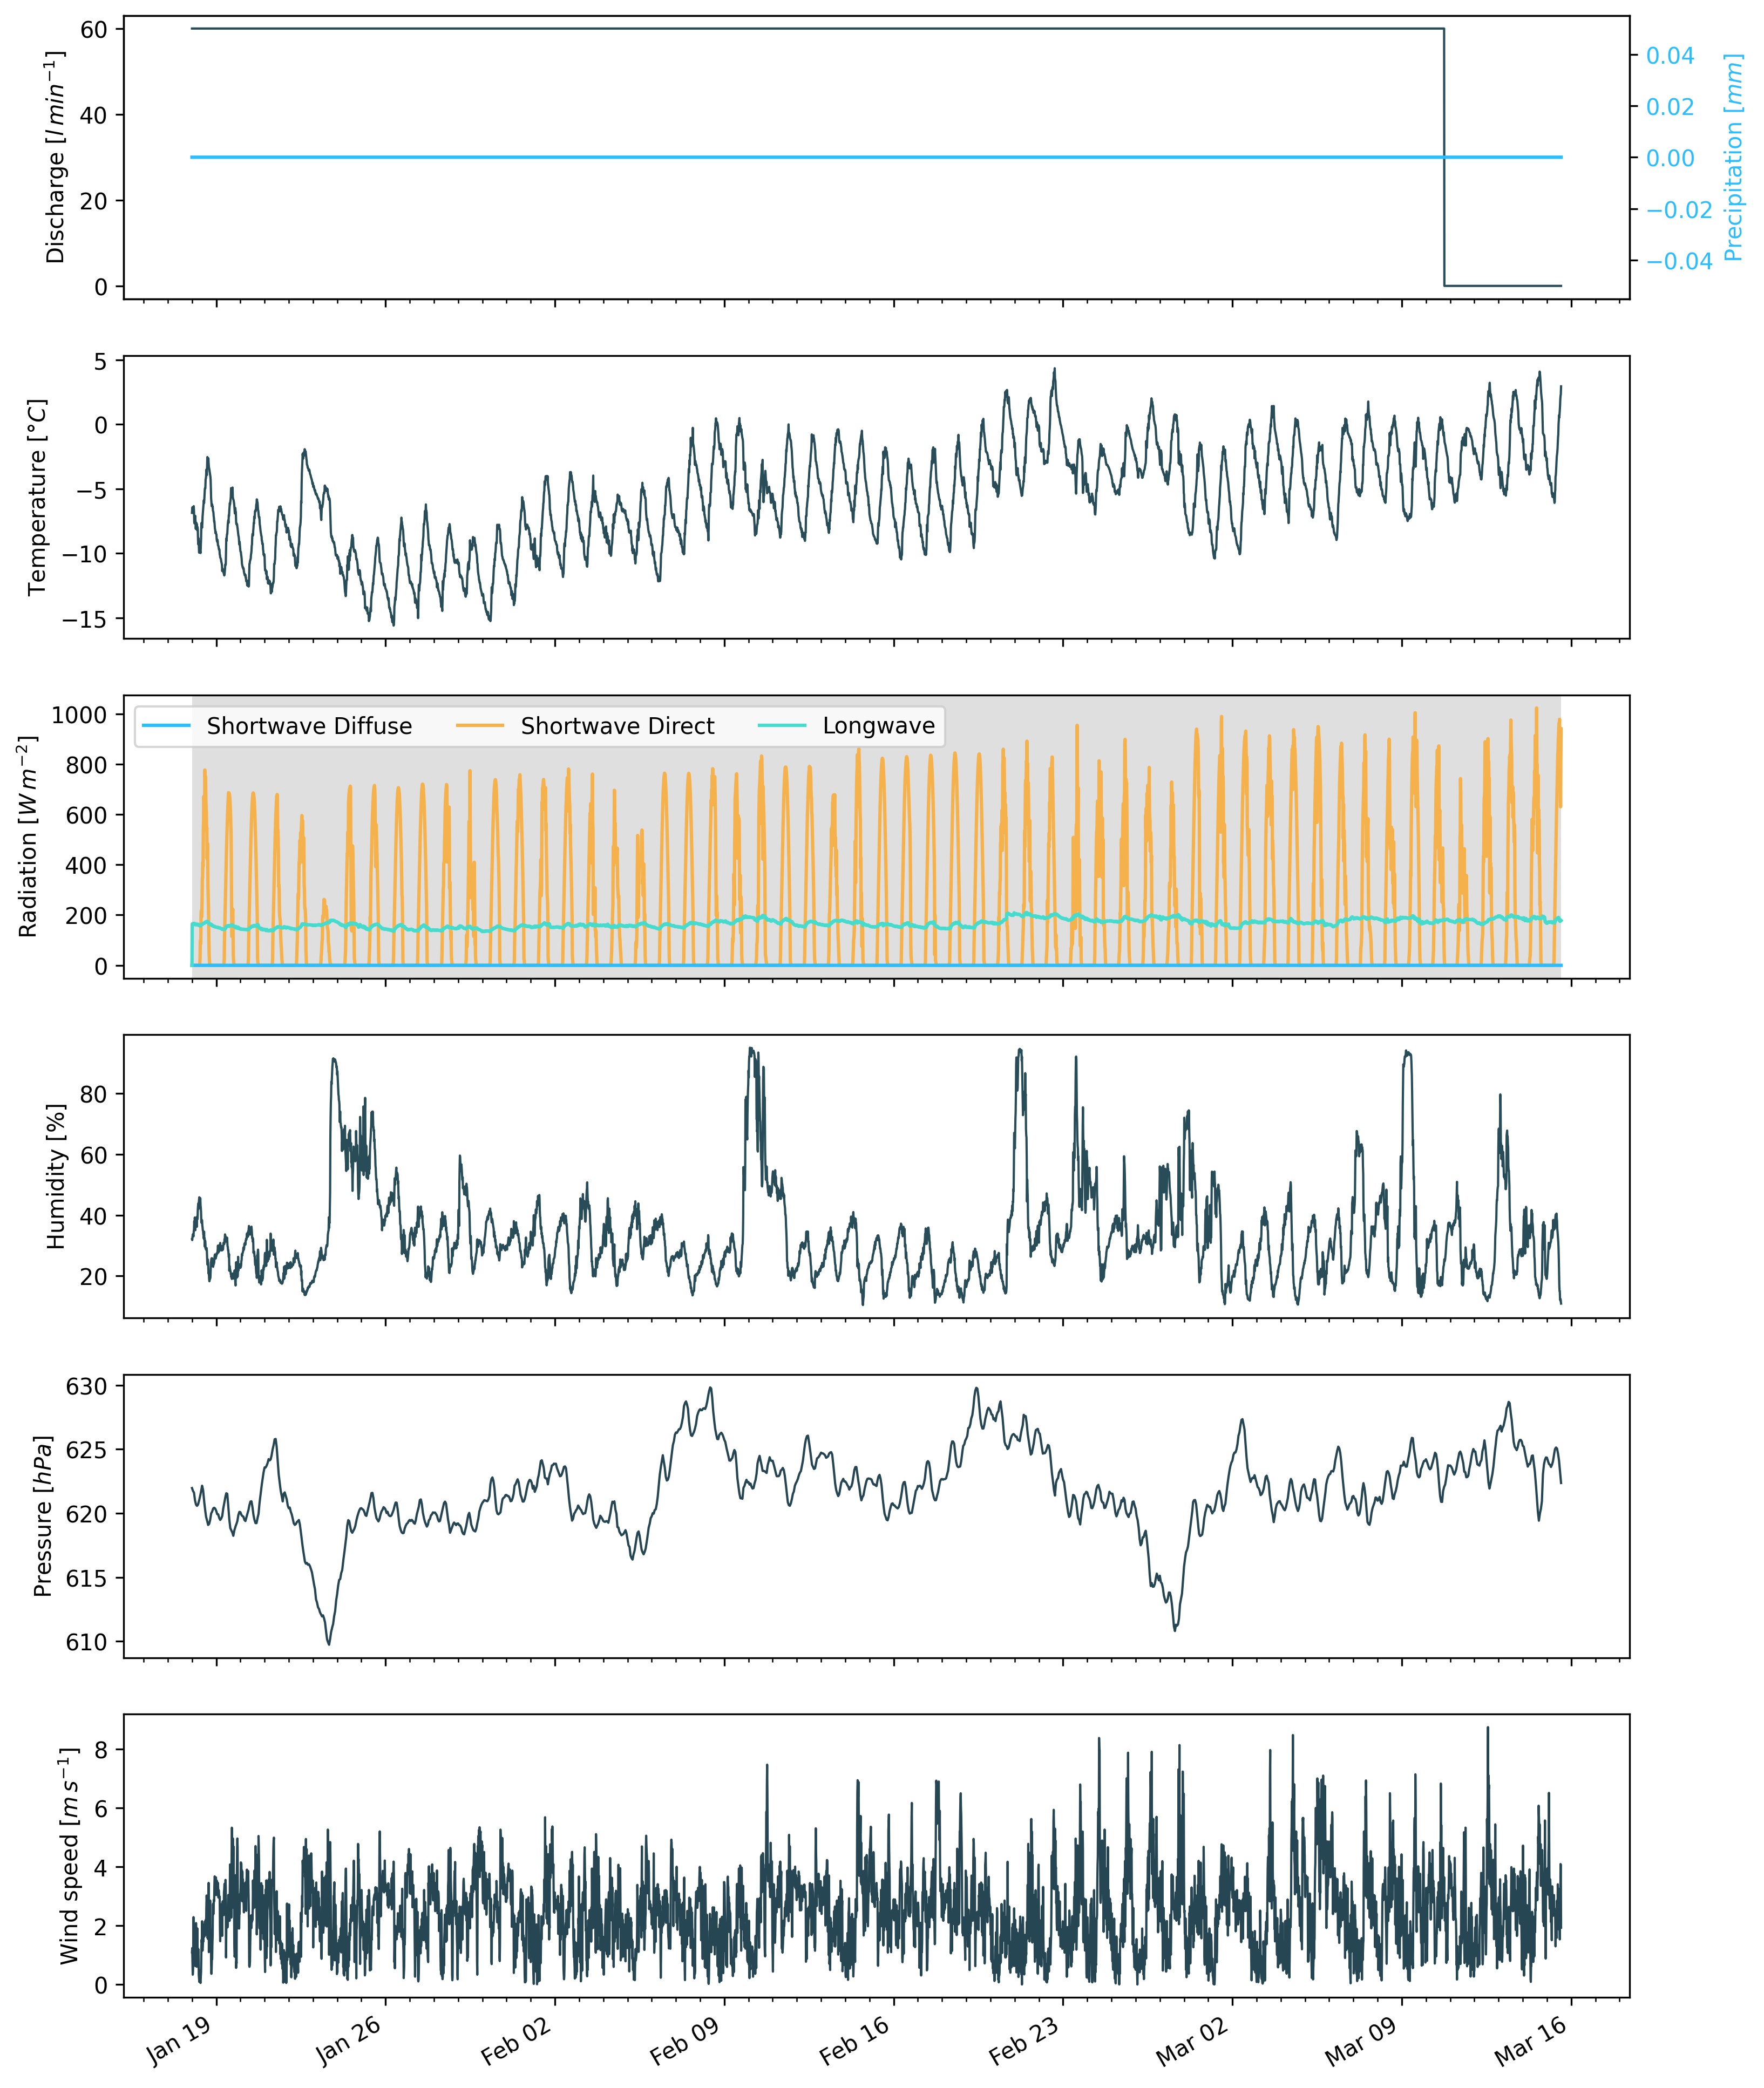 60
40
20
0
Discharge [l min⁻¹]
0.04
0.02
0.00
−0.02
−0.04
Precipitation [mm]
5
0
−5
−10
−15
Temperature [°C]
Shortwave Diffuse
Shortwave Direct
Longwave
1000
800
600
400
200
0
Radiation [W m⁻²]
80
60
40
20
Humidity [%]
630
625
620
615
610
Pressure [hPa]
8
6
4
2
0
Wind speed [m s⁻¹]
Jan 19
Jan 26
Feb 02
Feb 09
Feb 16
Feb 23
Mar 02
Mar 09
Mar 16